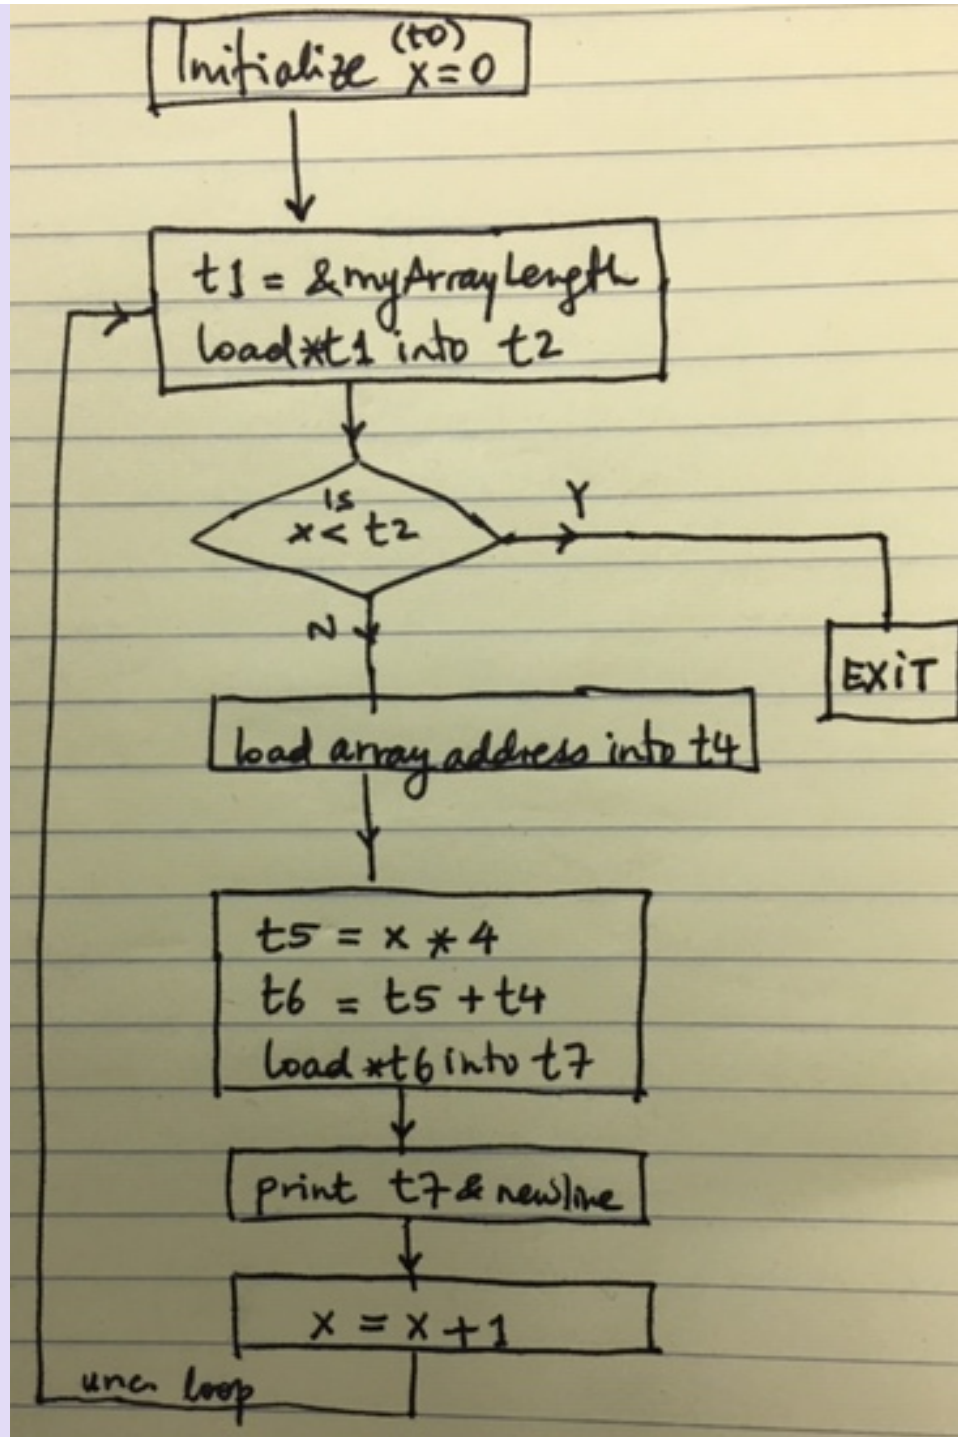 (t0)
Initialize x=0
t1 = &myArrayLength
load *t1 into t2
is
x < t2
Y
N
EXiT
load array address into t4
t5 = x * 4
t6 = t5 + t4
load *t6 into t7
print t7 & newline
x = x + 1
unc. loop